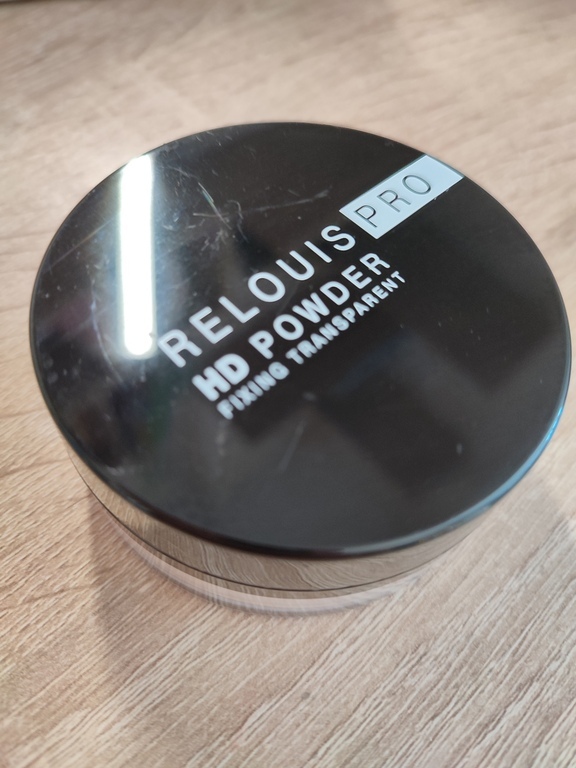 RELOUIS PRO
HD POWDER
FIXING TRANSPARENT